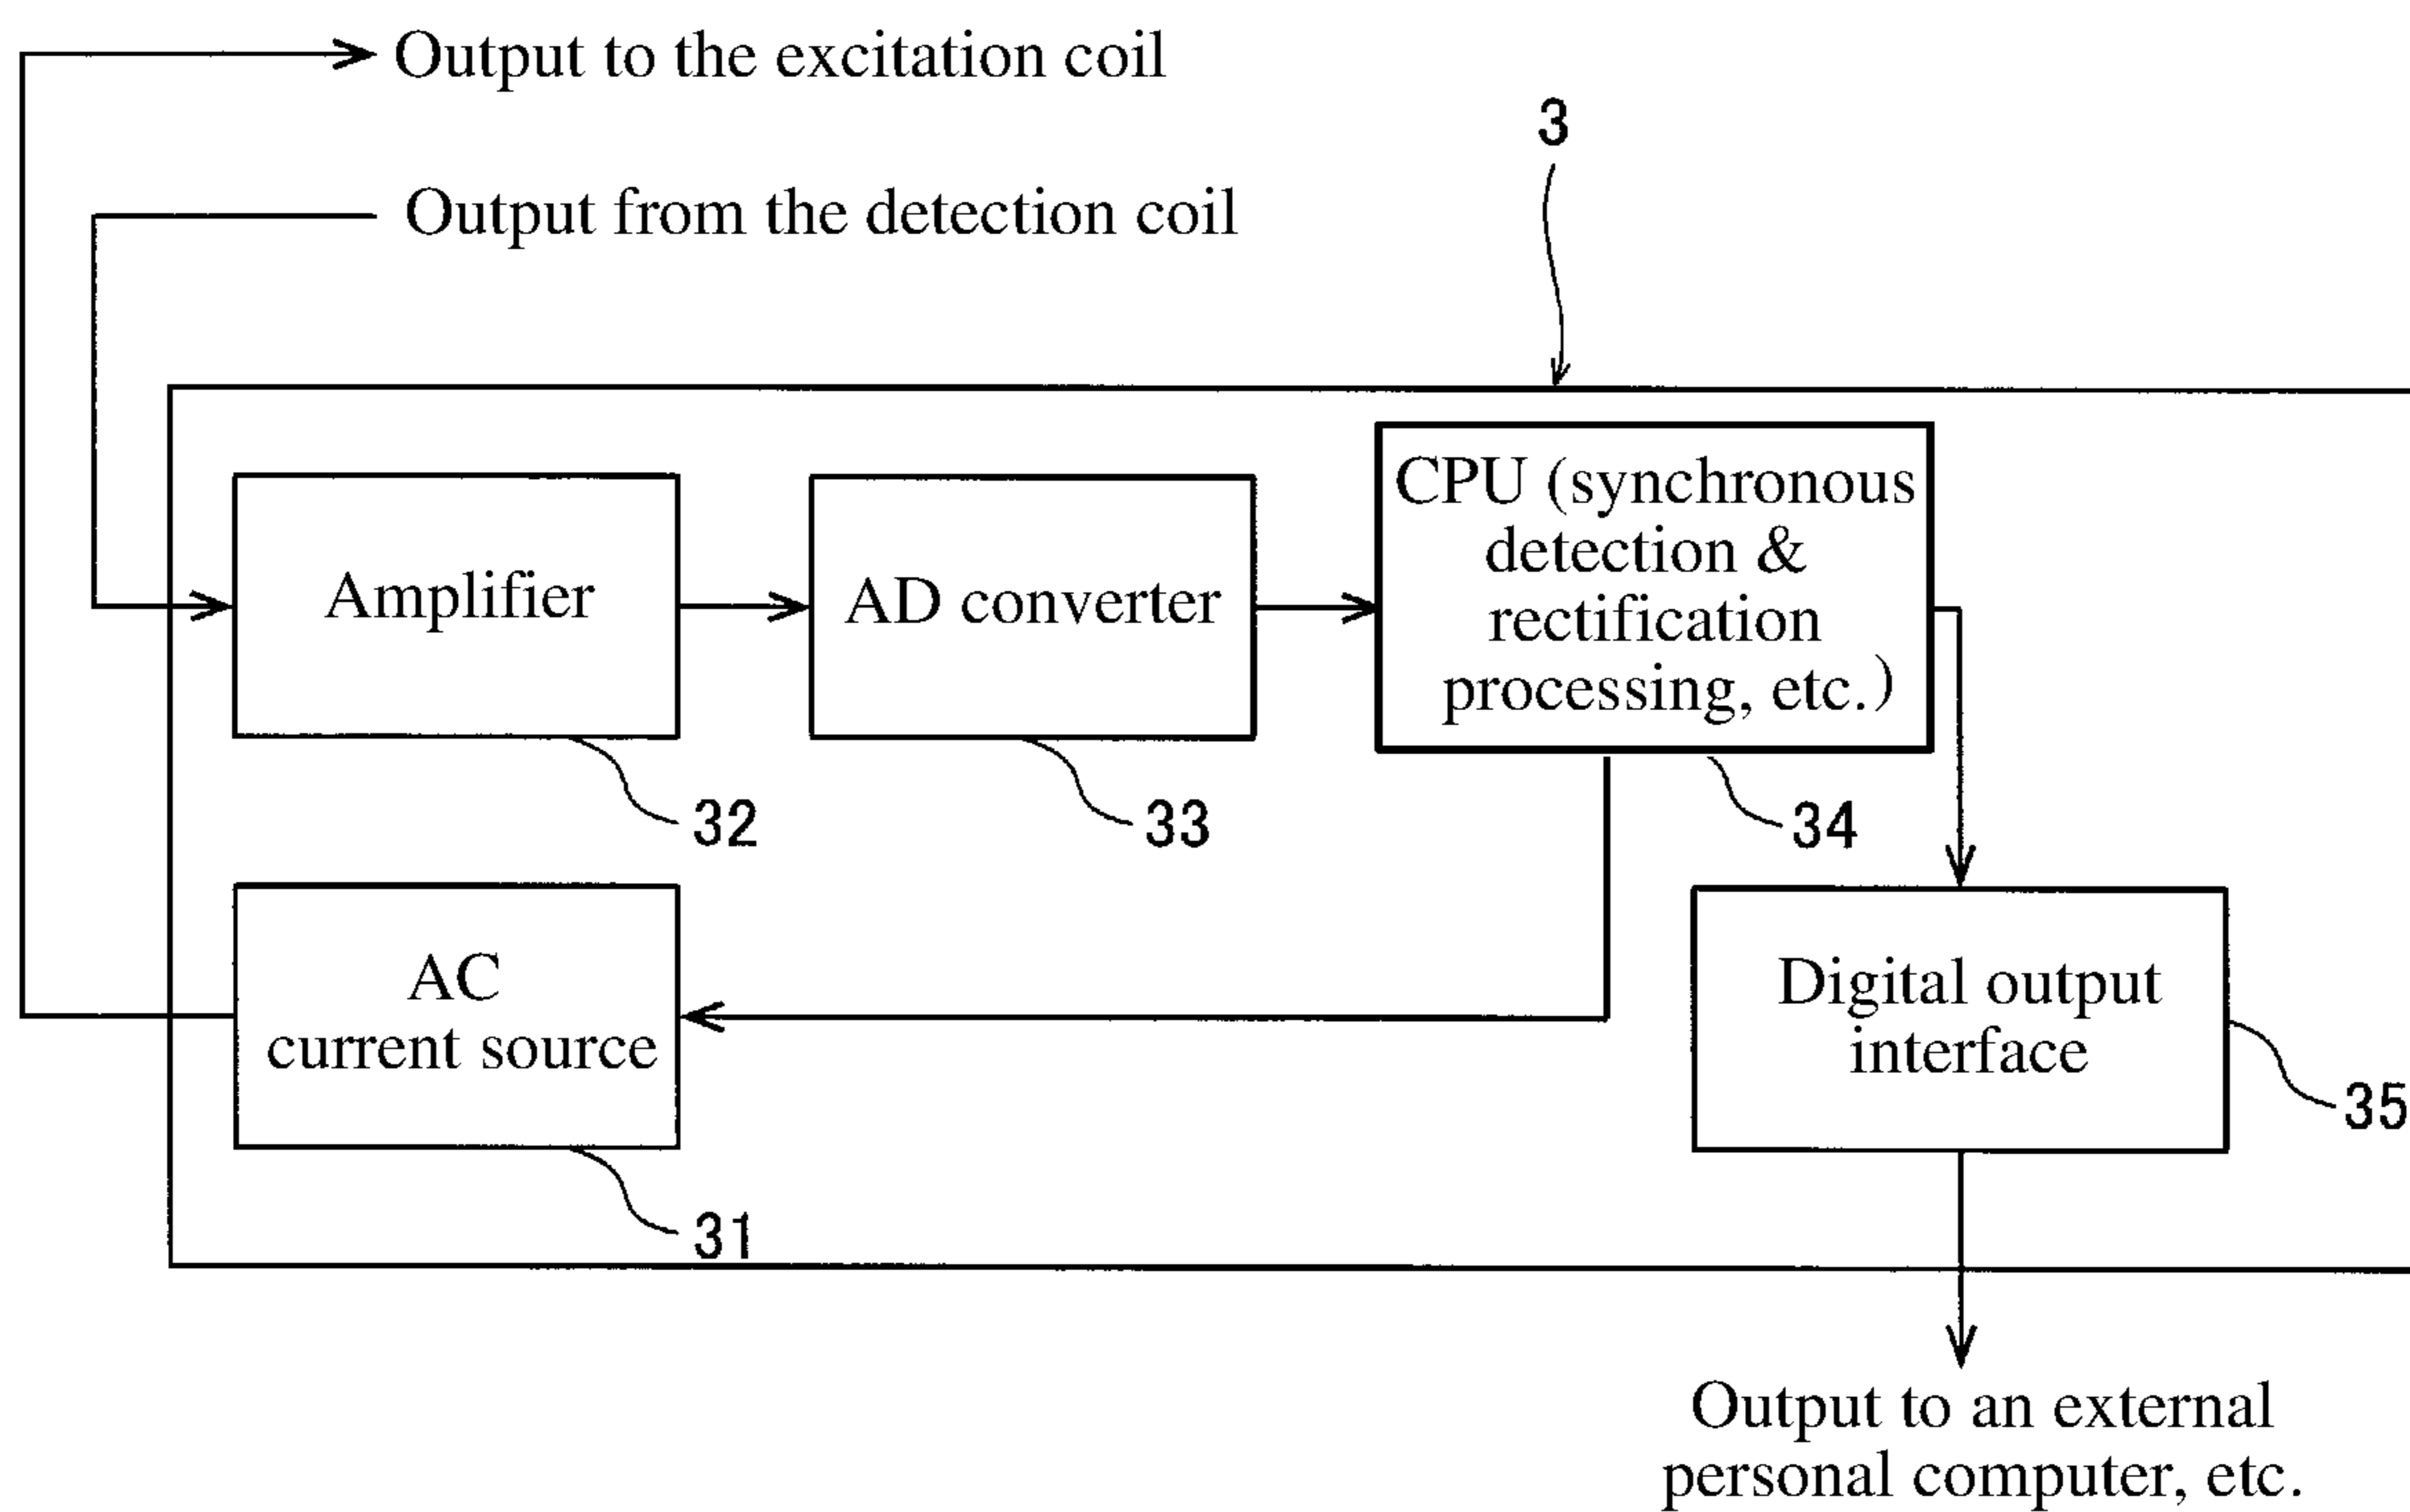 Output to the excitation coil
3
Output from the detection coil
CPU (synchronous
detection &
rectification
processing, etc.)
Amplifier
AD converter
32
33
34
AC
current source
Digital output
interface
35
31
Output to an external
personal computer, etc.